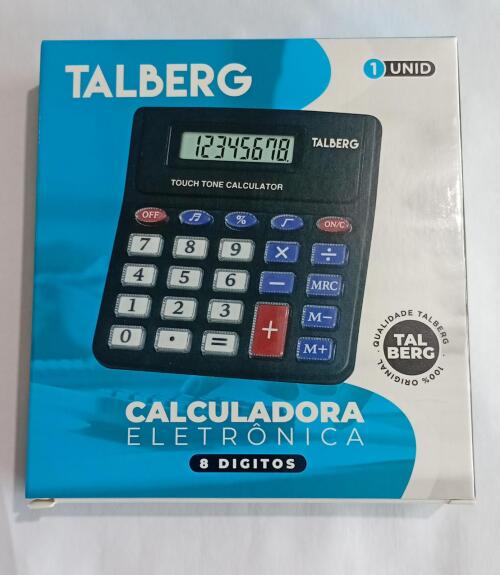 TALBERG
1 UNID
12345678.
TALBERG
TOUCH TONE CALCULATOR
OFF % √ ON/C
7 8 9 × ÷
4 5 6 − MRC
1 2 3 + M−
0 . = M+
QUALIDADE TALBERG · 100% ORIGINAL ·
TAL
BERG
CALCULADORA
ELETRÔNICA
8 DIGITOS